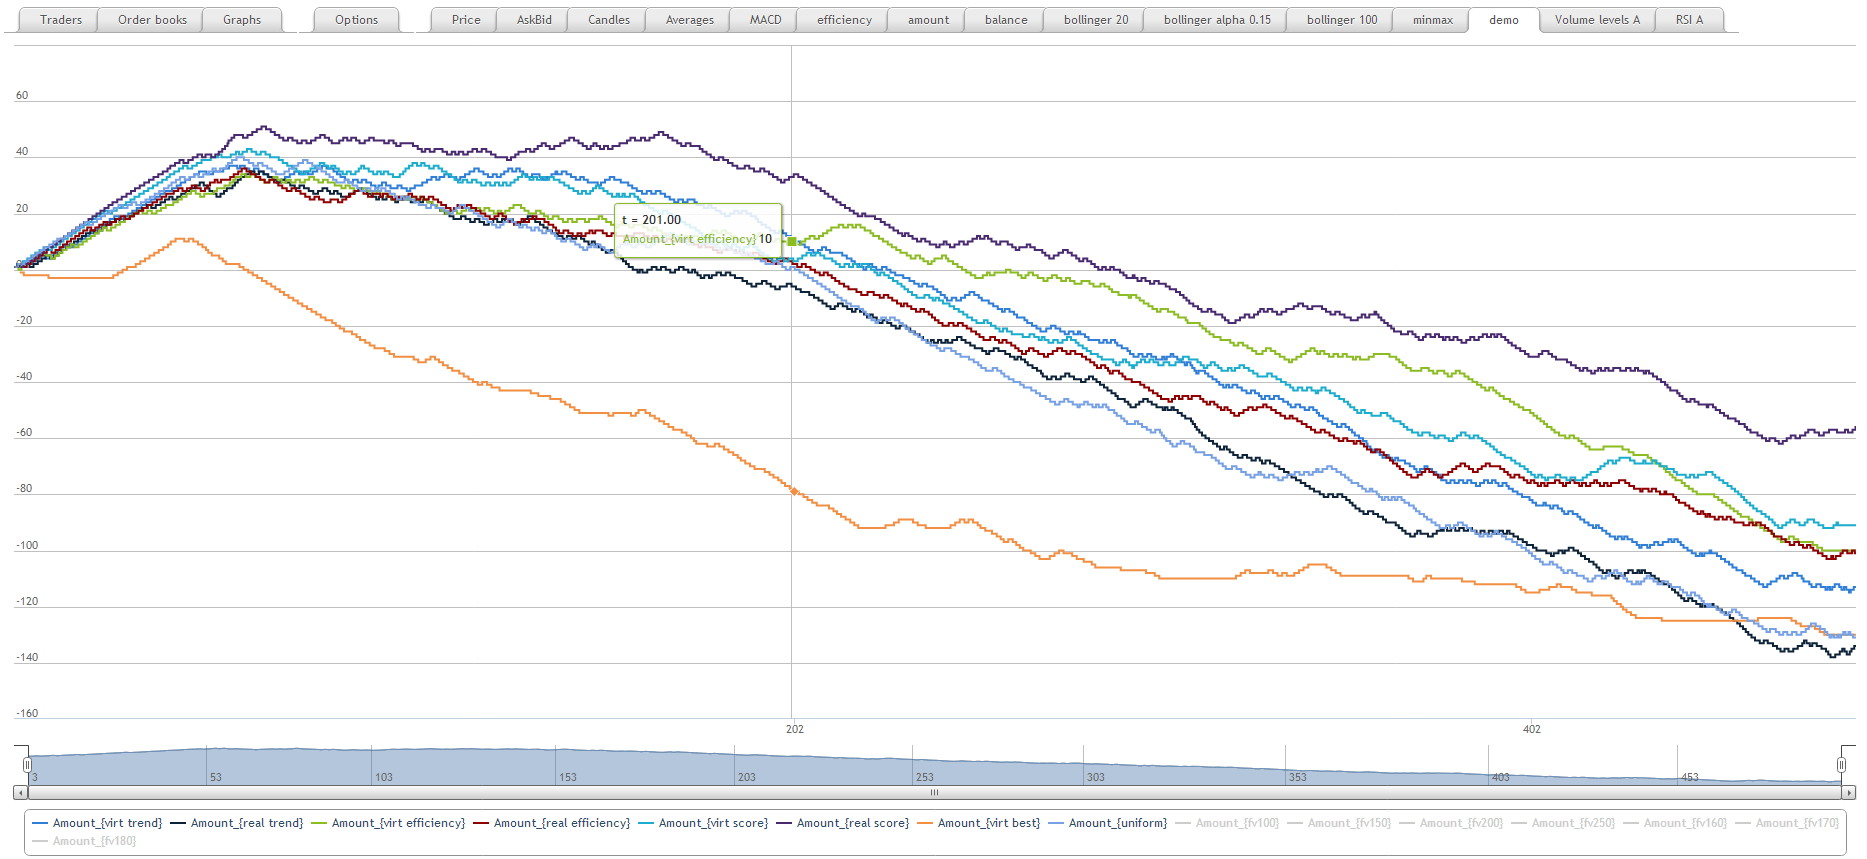 Traders Order books Graphs Options Price AskBid Candles Averages MACD efficiency amount balance bollinger 20 bollinger alpha 0.15 bollinger 100 minmax demo Volume levels A RSI A
60
40
20
t = 201.00
Amount_{virt efficiency} 10
0
-20
-40
-60
-80
-100
-120
-140
-160
202 402
3 53 103 153 203 253 303 353 403 453
Amount_{virt trend} Amount_{real trend} Amount_{virt efficiency} Amount_{real efficiency} Amount_{virt score} Amount_{real score} Amount_{virt best} Amount_{uniform} Amount_{fv100} Amount_{fv150} Amount_{fv200} Amount_{fv250} Amount_{fv160} Amount_{fv170}
Amount_{fv180}